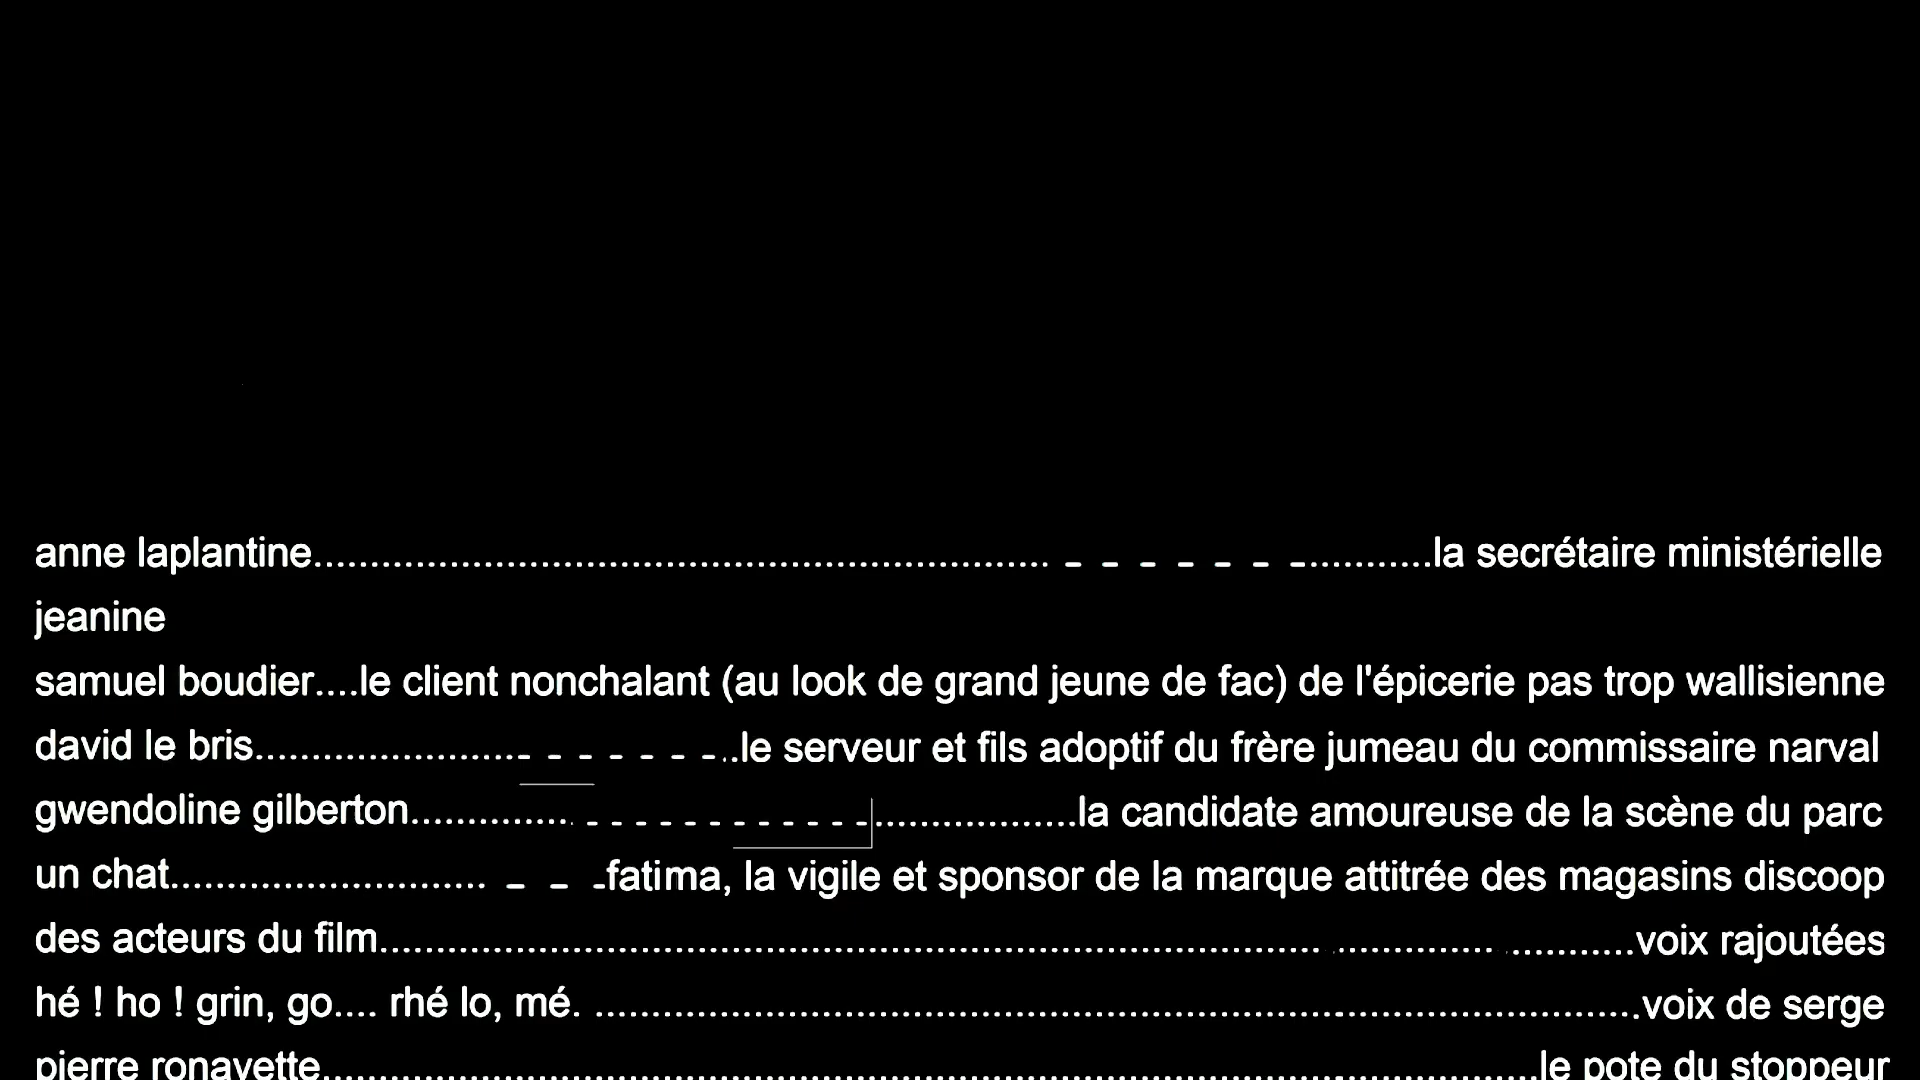 anne laplantine..................................................................... - - - - - - -...........la secrétaire ministérielle
jeanine
samuel boudier....le client nonchalant (au look de grand jeune de fac) de l'épicerie pas trop wallisienne
david le bris........................- - - - - - -..le serveur et fils adoptif du frère jumeau du commissaire narval
gwendoline gilberton............... - - - - - - - - - - - -..................la candidate amoureuse de la scène du parc
un chat............................ - - -fatima, la vigile et sponsor de la marque attitrée des magasins discoop
des acteurs du film..............................................................................................................voix rajoutées
hé ! ho ! grin, go.... rhé lo, mé. ................................................................................................voix de serge
pierre ronavette.................................................................................................................le pote du stoppeur